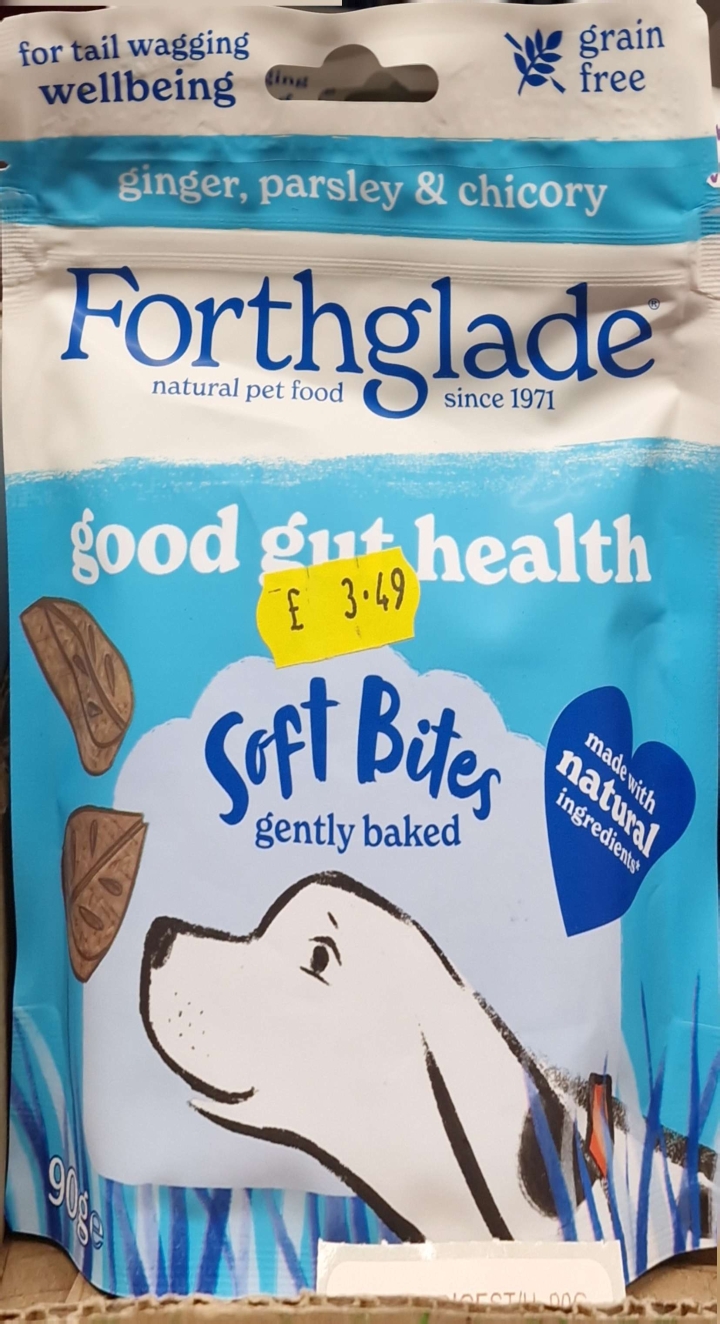 for tail wagging
wellbeing
grain
free
ginger, parsley & chicory
Forthglade®
natural pet food since 1971
good gut health
£ 3.49
Soft Bites
gently baked
made with
natural
ingredients*
90g e